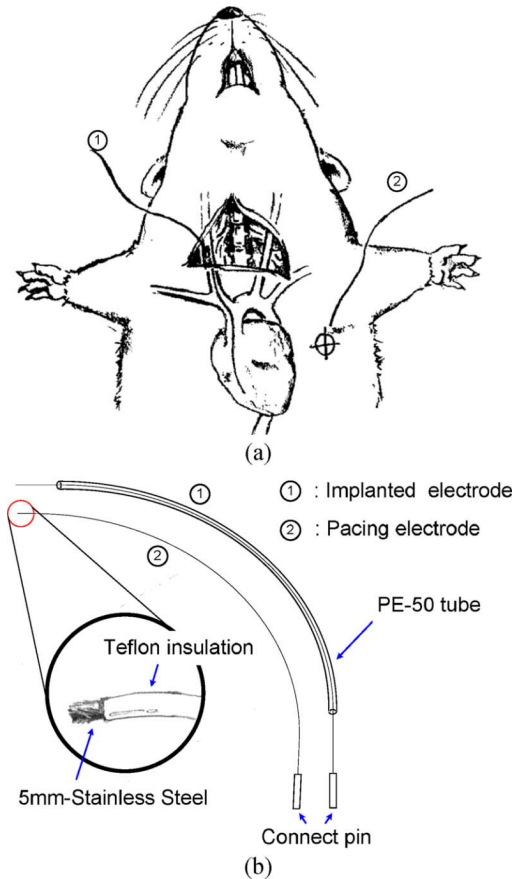 ①
②
(a)
① : Implanted electrode
② : Pacing electrode
①
②
PE-50 tube
Teflon insulation
5mm-Stainless Steel
Connect pin
(b)